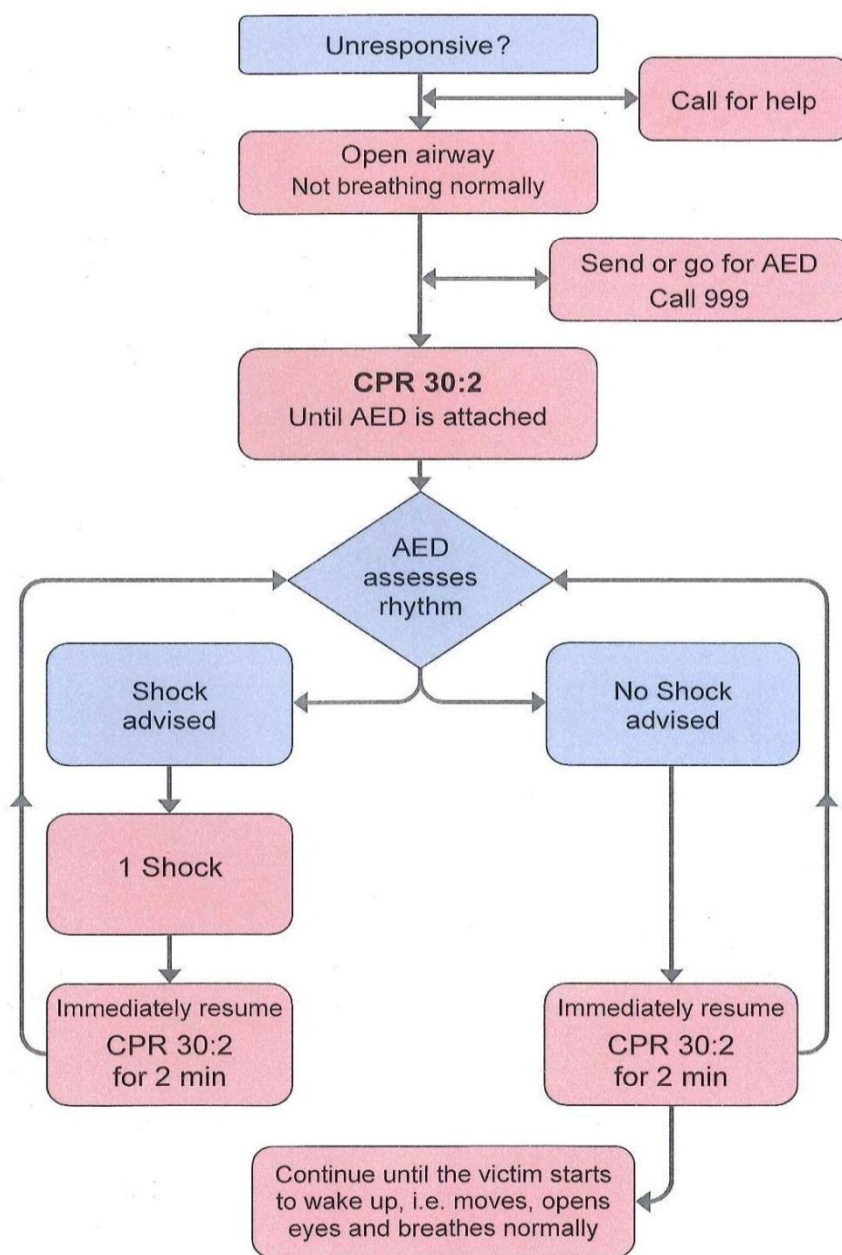 Unresponsive?
Call for help
Open airway
Not breathing normally
Send or go for AED
Call 999
CPR 30:2
Until AED is attached
AED
assesses
rhythm
Shock
advised
No Shock
advised
1 Shock
Immediately resume
CPR 30:2
for 2 min
Immediately resume
CPR 30:2
for 2 min
Continue until the victim starts
to wake up, i.e. moves, opens
eyes and breathes normally